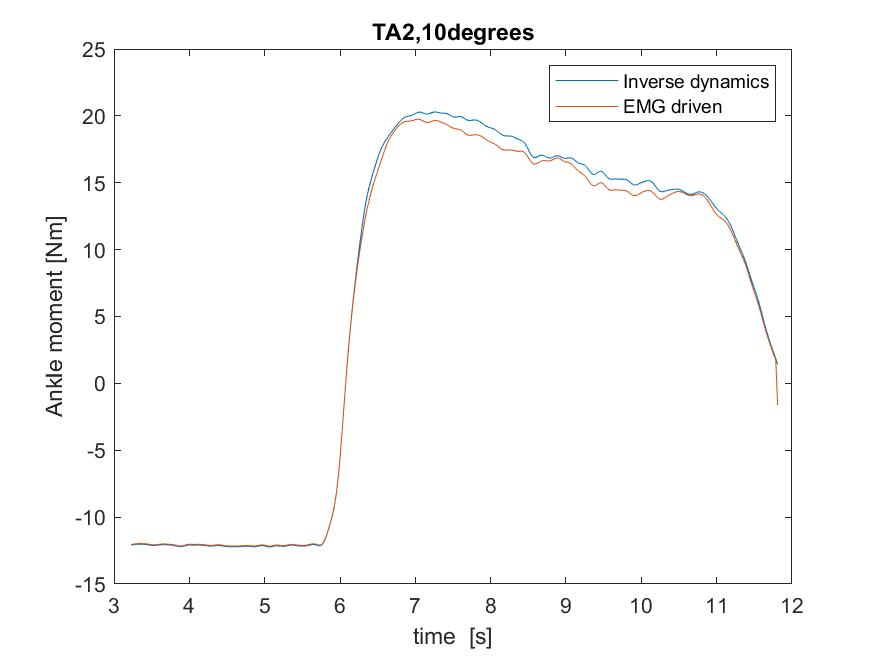 TA2,10degrees
25
20
15
10
5
0
-5
-10
-15
Ankle moment [Nm]
Inverse dynamics
EMG driven
3 4 5 6 7 8 9 10 11 12
time [s]